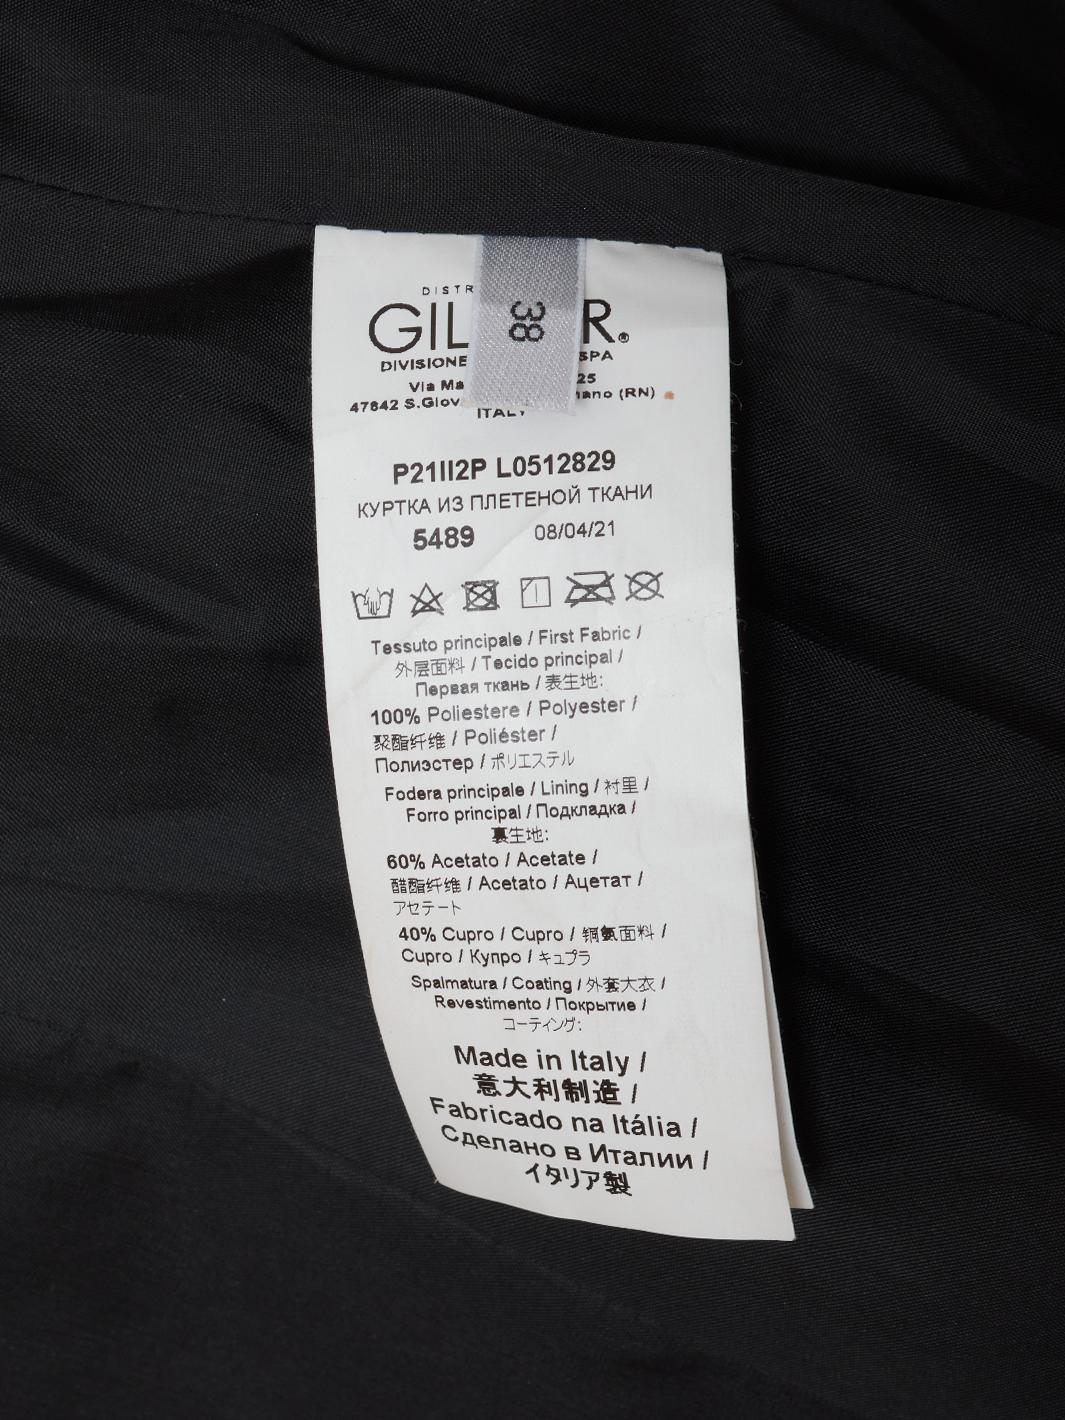 DISTR
GIL R®
38
DIVISIONE SPA
Via Ma 25
47842 S.Giov nano (RN)
ITALY
P21II2P L0512829
КУРТКА ИЗ ПЛЕТЕНОЙ ТКАНИ
5489 08/04/21
Tessuto principale / First Fabric /
外层面料 / Tecido principal /
Первая ткань / 表生地:
100% Poliestere / Polyester /
聚酯纤维 / Poliéster /
Полиэстер / ポリエステル
Fodera principale / Lining / 衬里 /
Forro principal / Подкладка /
裏生地:
60% Acetato / Acetate /
醋酯纤维 / Acetato / Ацетат /
アセテート
40% Cupro / Cupro / 铜氨面料 /
Cupro / Купро / キュプラ
Spalmatura / Coating / 外套大衣 /
Revestimento / Покрытие /
コーティング:
Made in Italy /
意大利制造 /
Fabricado na Itália /
Сделано в Италии /
イタリア製